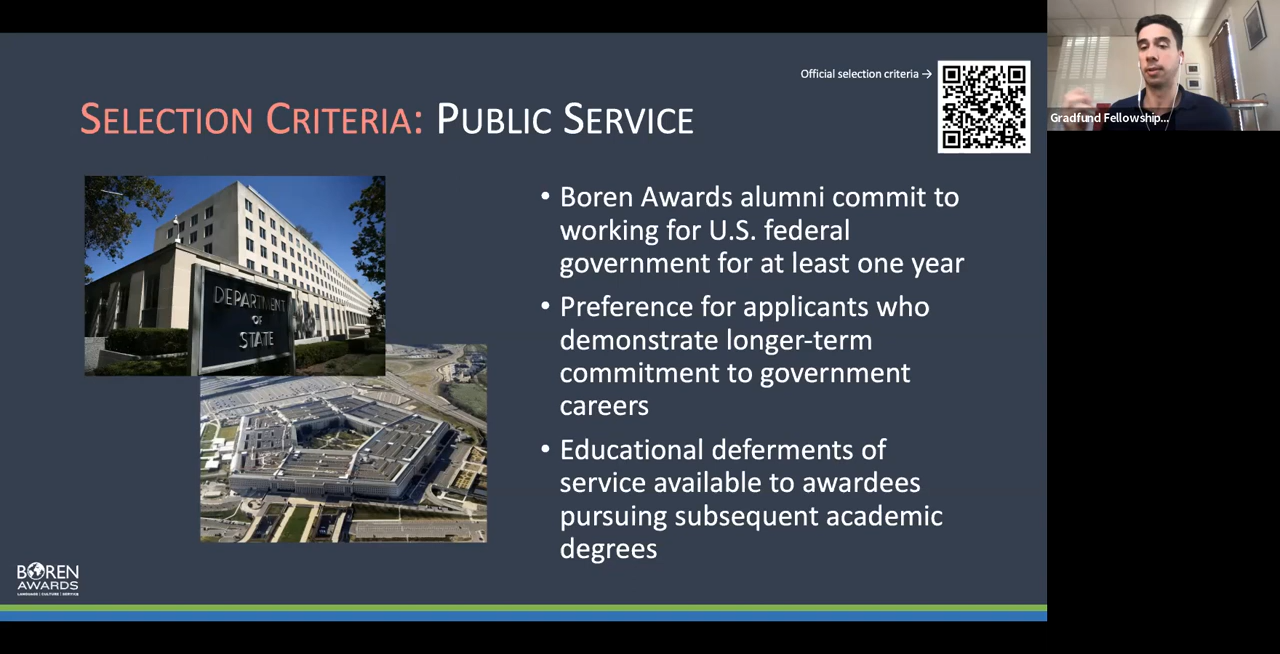 Official selection criteria →
SELECTION CRITERIA: PUBLIC SERVICE
DEPARTMENT
OF
STATE
• Boren Awards alumni commit to
working for U.S. federal
government for at least one year
• Preference for applicants who
demonstrate longer-term
commitment to government
careers
• Educational deferments of
service available to awardees
pursuing subsequent academic
degrees
BOREN
AWARDS
LANGUAGE | CULTURE | SERVICE
Gradfund Fellowship...